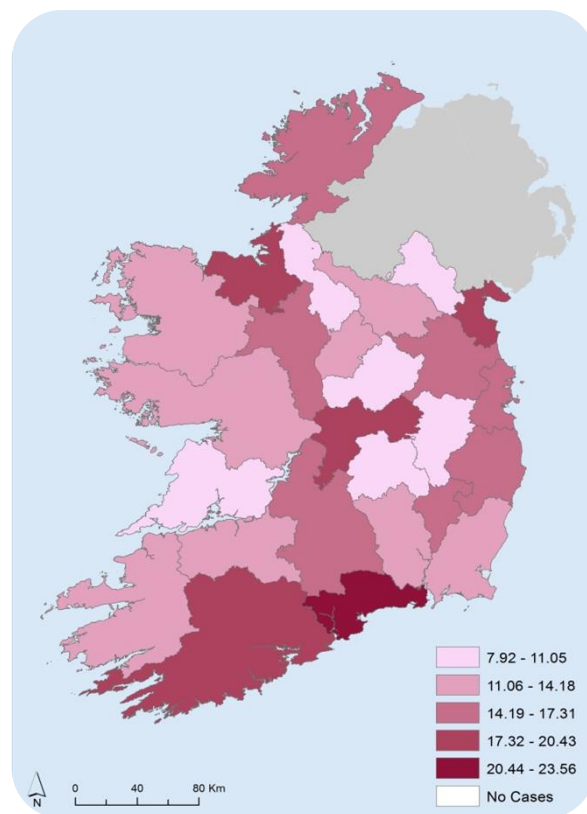 7.92 - 11.05
11.06 - 14.18
14.19 - 17.31
17.32 - 20.43
20.44 - 23.56
No Cases
N
0 40 80 Km